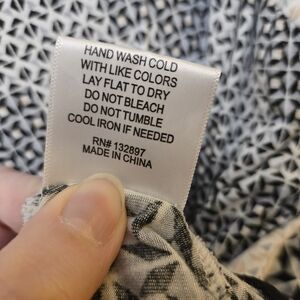 HAND WASH COLD
WITH LIKE COLORS
LAY FLAT TO DRY
DO NOT BLEACH
DO NOT TUMBLE
COOL IRON IF NEEDED
RN# 132897
MADE IN CHINA